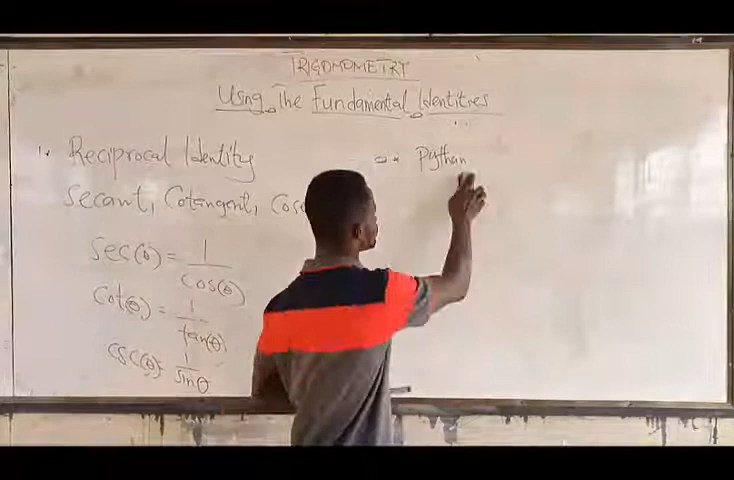 TRIGONOMETRY
Using The Fundamental Identities
1. Reciprocal Identity
Secant, Cotangent, Cos
Sec(θ) = 1/cos(θ)
Cot(θ) = 1/tan(θ)
CSC(θ) = 1/sinθ
2. Pythan